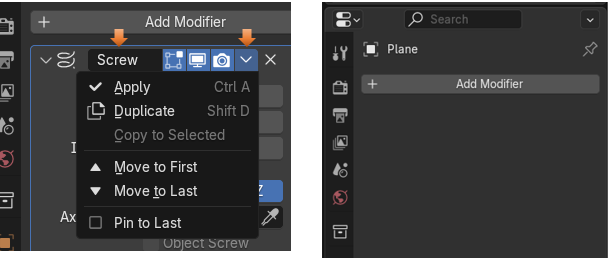 Add Modifier
Screw
Apply Ctrl A
Duplicate Shift D
Copy to Selected
Move to First
Move to Last
Z
Ax
Pin to Last
Object Screw
Search
Plane
Add Modifier